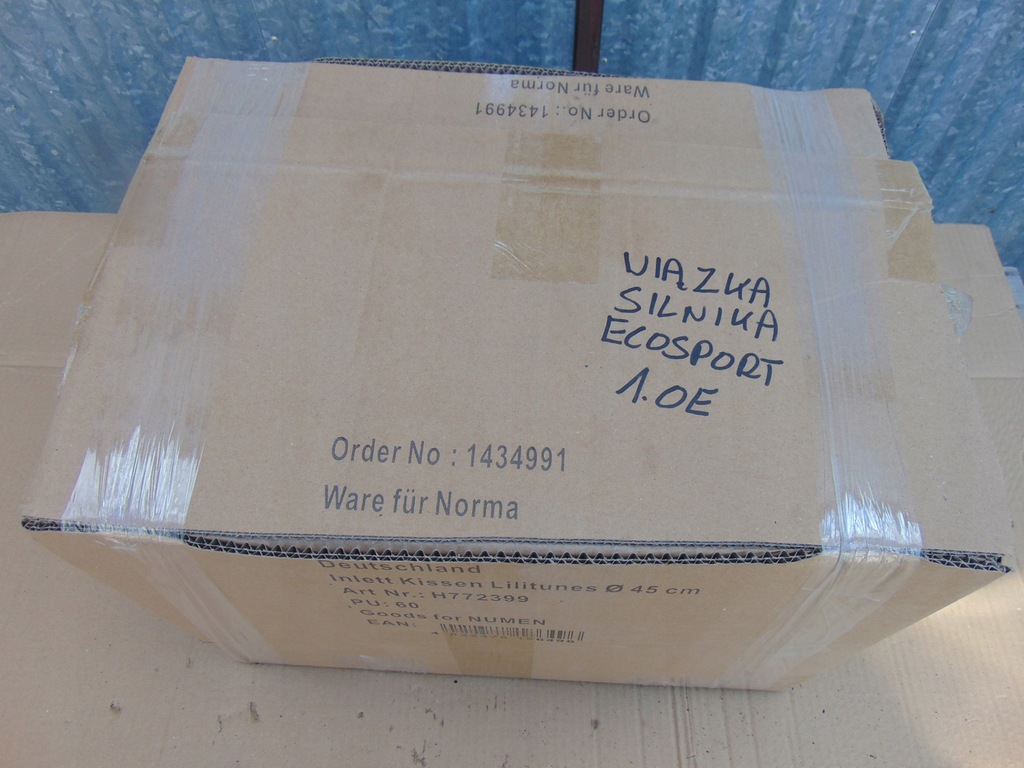 Ware für Norma
Order No.: 1434991
WIĄZKA
SILNIKA
ECOSPORT
1.0E
Order No : 1434991
Ware für Norma
Deutschland
Inlett Kissen Lilitunes Ø 45 cm
Art Nr.: H772399
PU: 60
Goods for NUMEN
EAN: